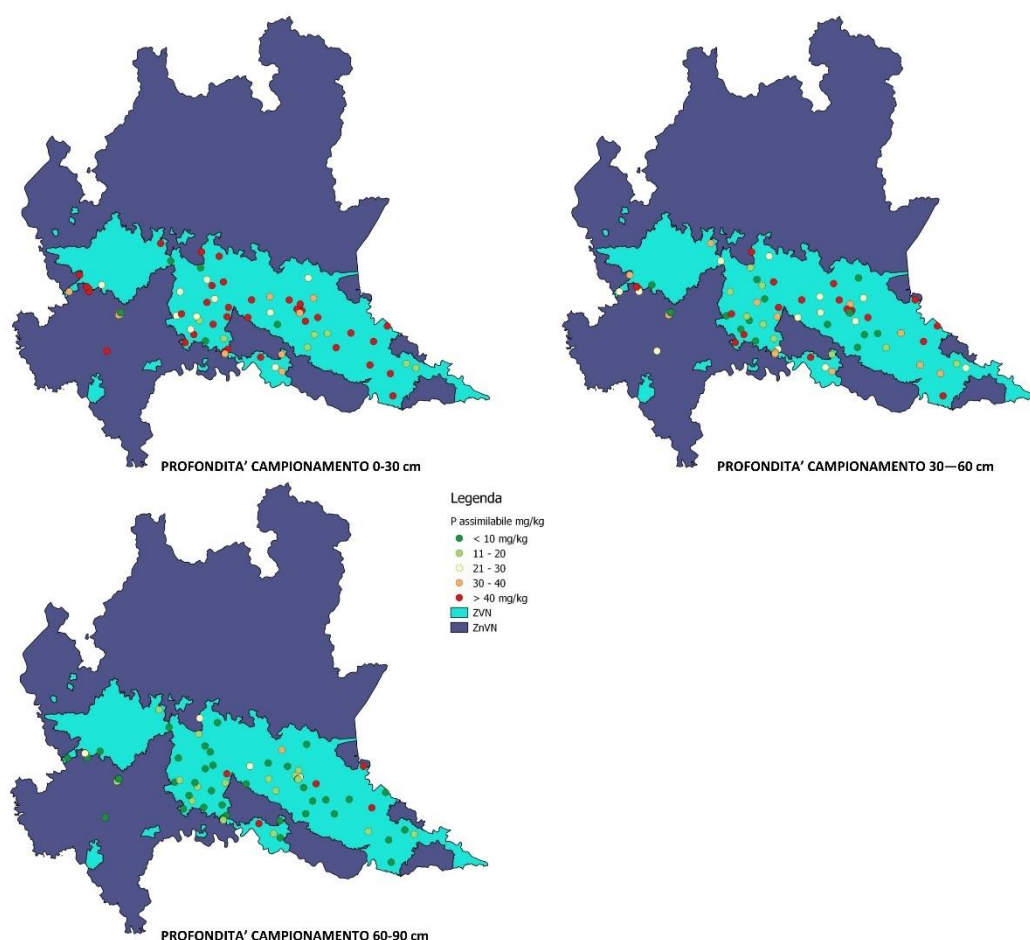 PROFONDITA’ CAMPIONAMENTO 0-30 cm
PROFONDITA’ CAMPIONAMENTO 30—60 cm
Legenda
P assimilabile mg/kg
< 10 mg/kg
11 - 20
21 - 30
30 - 40
> 40 mg/kg
ZVN
ZnVN
PROFONDITA’ CAMPIONAMENTO 60-90 cm